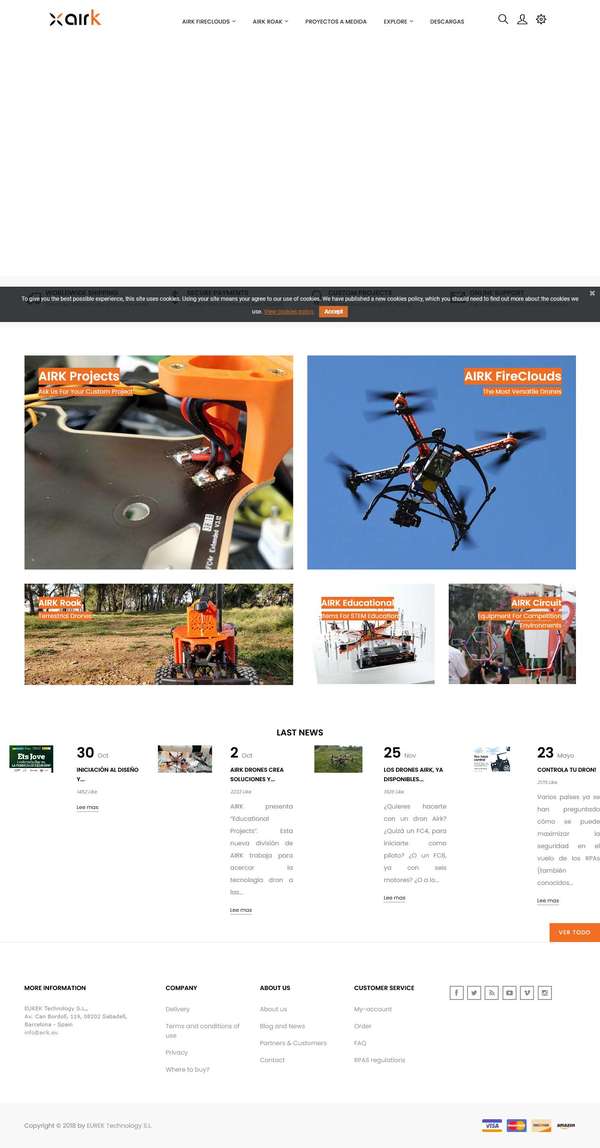 xairk
AIRK FIRECLOUDS
AIRK ROAK
PROYECTOS A MEDIDA
EXPLORE
DESCARGAS
WORLDWIDE SHIPPING
SECURE PAYMENTS
CUSTOM PROJECTS
ONLINE SUPPORT
To give you the best possible experience, this site uses cookies. Using your site means your agree to our use of cookies. We have published a new cookies policy, which you should need to find out more about the cookies we
use. View cookies policy. Accept
AIRK Projects
Ask Us For Your Custom Project
AIRK FireClouds
The Most Versatile Drones
AIRK Roak
Terrestrial Drones
AIRK Educational
Items For STEM Education
AIRK Circuit
Equipment For Competition
Environments
LAST NEWS
Ets Jove
30 Oct
INICIACIÓN AL DISEÑO
Y...
1482 Like
Lee mas
2 Oct
AIRK DRONES CREA
SOLUCIONES Y...
2233 Like
AIRK presenta
"Educational
Projects". Esta
nueva división de
AIRK trabaja para
acercar la
tecnología dron a
los...
Lee mas
25 Nov
LOS DRONES AIRK, YA
DISPONIBLES...
1929 Like
¿Quieres hacerte
con un dron Airk?
¿Quizá un FC4, para
iniciarte como
piloto? ¿O un FC6,
ya con seis
motores? ¿O a lo...
Lee mas
23 Mayo
CONTROLA TU DRON!
2175 Like
Varios países ya se
han preguntado
cómo se puede
maximizar la
seguridad en el
vuelo de los RPAs
(también
conocidos...
Lee mas
VER TODO
MORE INFORMATION
EUREK Technology S.L.,
Av. Can Bordoll, 119, 08202 Sabadell,
Barcelona - Spain
info@airk.eu
COMPANY
Delivery
Terms and conditions of
use
Privacy
Where to buy?
ABOUT US
About us
Blog and News
Partners & Customers
Contact
CUSTOMER SERVICE
My-account
Order
FAQ
RPAS regulations
Copyright © 2018 by EUREK Technology S.L.
VISA
MasterCard
DISCOVER
amazon